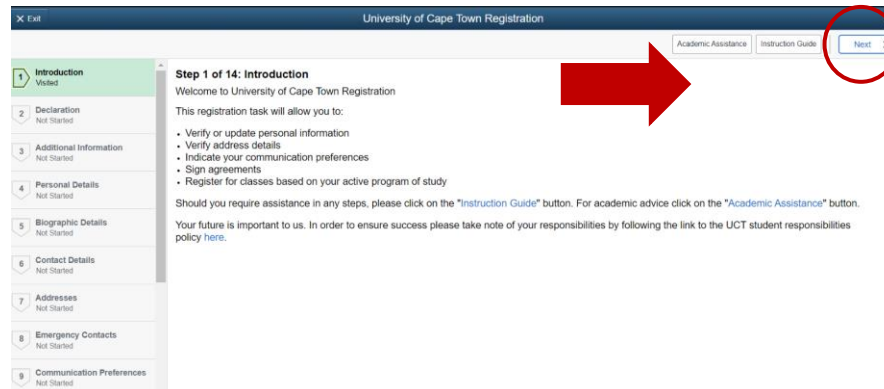 × Exit
University of Cape Town Registration
Academic Assistance
Instruction Guide
Next
1
Introduction
Visited
2
Declaration
Not Started
3
Additional Information
Not Started
4
Personal Details
Not Started
5
Biographic Details
Not Started
6
Contact Details
Not Started
7
Addresses
Not Started
8
Emergency Contacts
Not Started
9
Communication Preferences
Not Started
Step 1 of 14: Introduction
Welcome to University of Cape Town Registration
This registration task will allow you to:
• Verify or update personal information
• Verify address details
• Indicate your communication preferences
• Sign agreements
• Register for classes based on your active program of study
Should you require assistance in any steps, please click on the "Instruction Guide" button. For academic advice click on the "Academic Assistance" button.
Your future is important to us. In order to ensure success please take note of your responsibilities by following the link to the UCT student responsibilities
policy here.